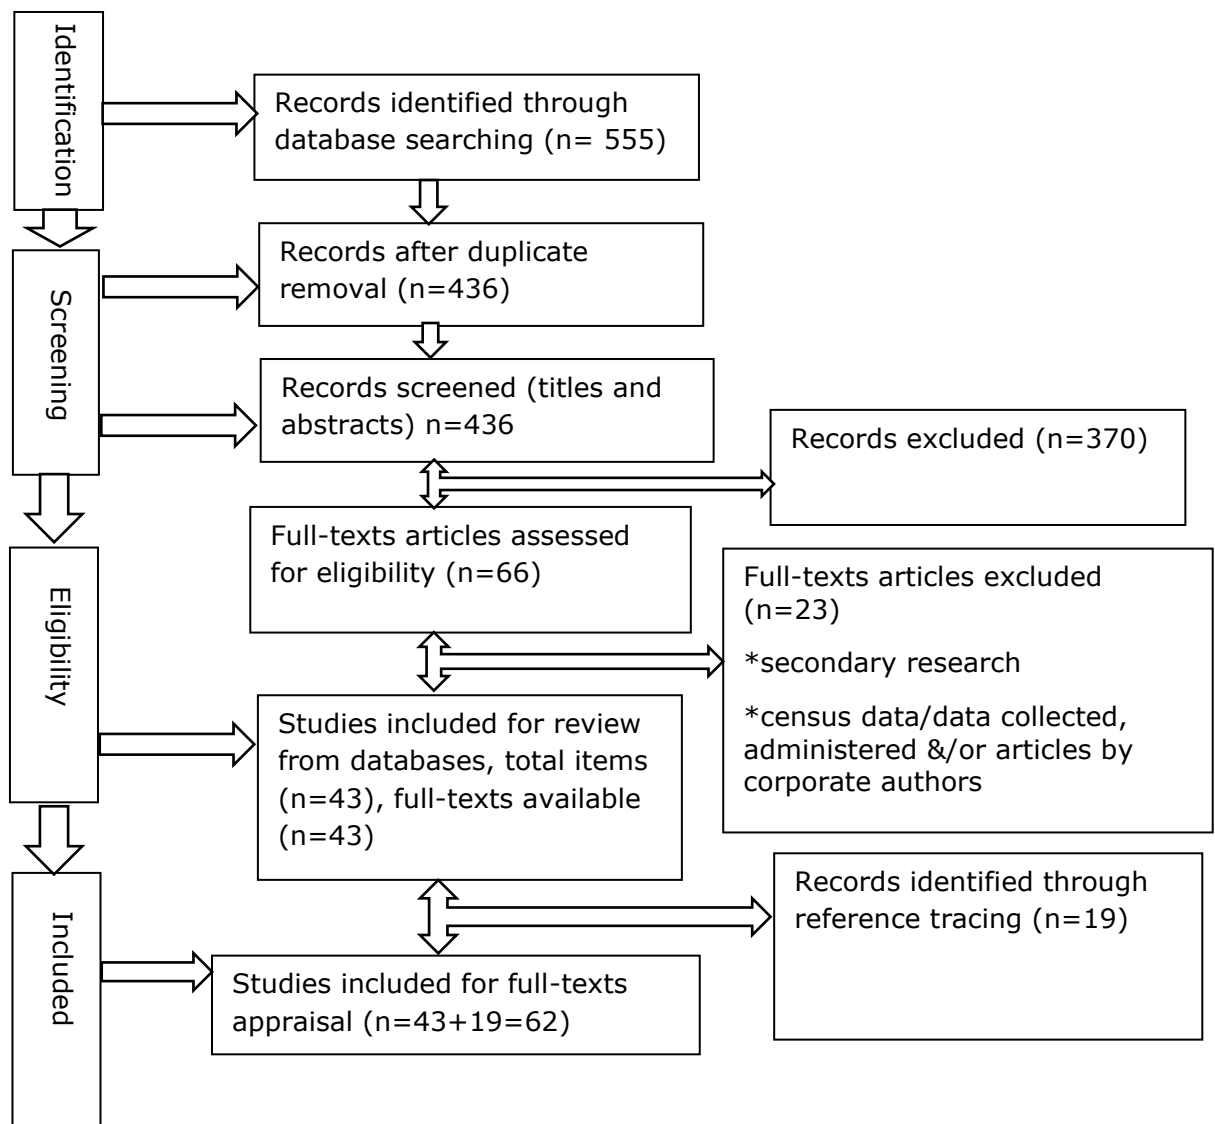 Identification
Records identified through
database searching (n= 555)
Records after duplicate
removal (n=436)
Screening
Records screened (titles and
abstracts) n=436
Records excluded (n=370)
Full-texts articles assessed
for eligibility (n=66)
Full-texts articles excluded
(n=23)
*secondary research
*census data/data collected,
administered &/or articles by
corporate authors
Eligibility
Studies included for review
from databases, total items
(n=43), full-texts available
(n=43)
Records identified through
reference tracing (n=19)
Included
Studies included for full-texts
appraisal (n=43+19=62)